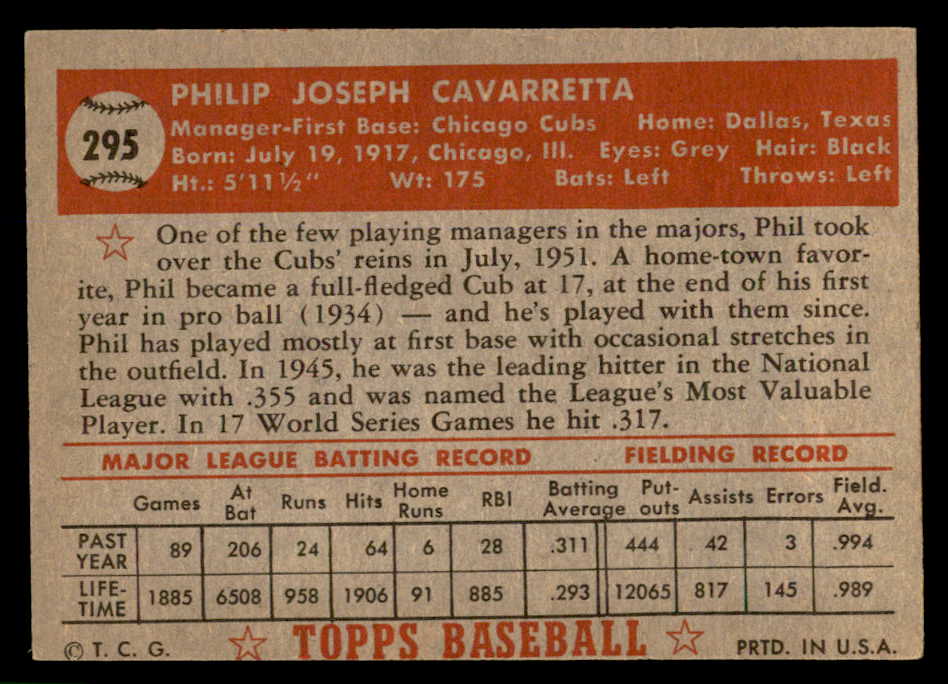 295
PHILIP JOSEPH CAVARRETTA
Manager-First Base: Chicago Cubs Home: Dallas, Texas
Born: July 19, 1917, Chicago, Ill. Eyes: Grey Hair: Black
Ht.: 5'11½" Wt: 175 Bats: Left Throws: Left
One of the few playing managers in the majors, Phil took
over the Cubs' reins in July, 1951. A home-town favor-
ite, Phil became a full-fledged Cub at 17, at the end of his first
year in pro ball (1934) — and he's played with them since.
Phil has played mostly at first base with occasional stretches in
the outfield. In 1945, he was the leading hitter in the National
League with .355 and was named the League's Most Valuable
Player. In 17 World Series Games he hit .317.
MAJOR LEAGUE BATTING RECORD FIELDING RECORD
Games At Bat Runs Hits Home Runs RBI Batting Average Put-outs Assists Errors Field. Avg.
PAST YEAR 89 206 24 64 6 28 .311 444 42 3 .994
LIFE-TIME 1885 6508 958 1906 91 885 .293 12065 817 145 .989
© T. C. G. TOPPS BASEBALL PRTD. IN U.S.A.